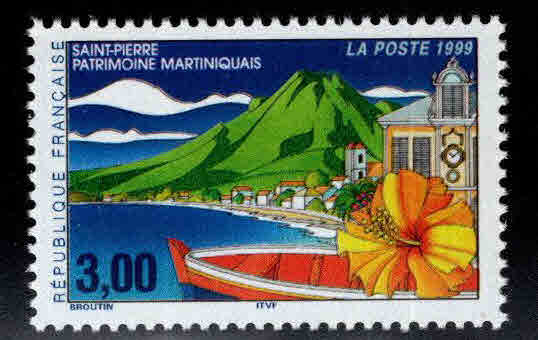 SAINT-PIERRE
PATRIMOINE MARTINIQUAIS
LA POSTE 1999
RÉPUBLIQUE FRANÇAISE
3,00
BROUTIN
ITVF